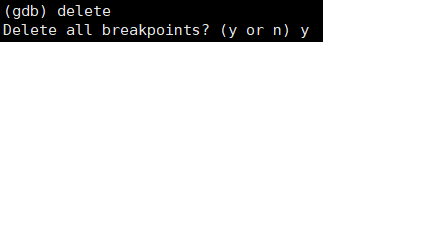 (gdb) delete
Delete all breakpoints? (y or n) y